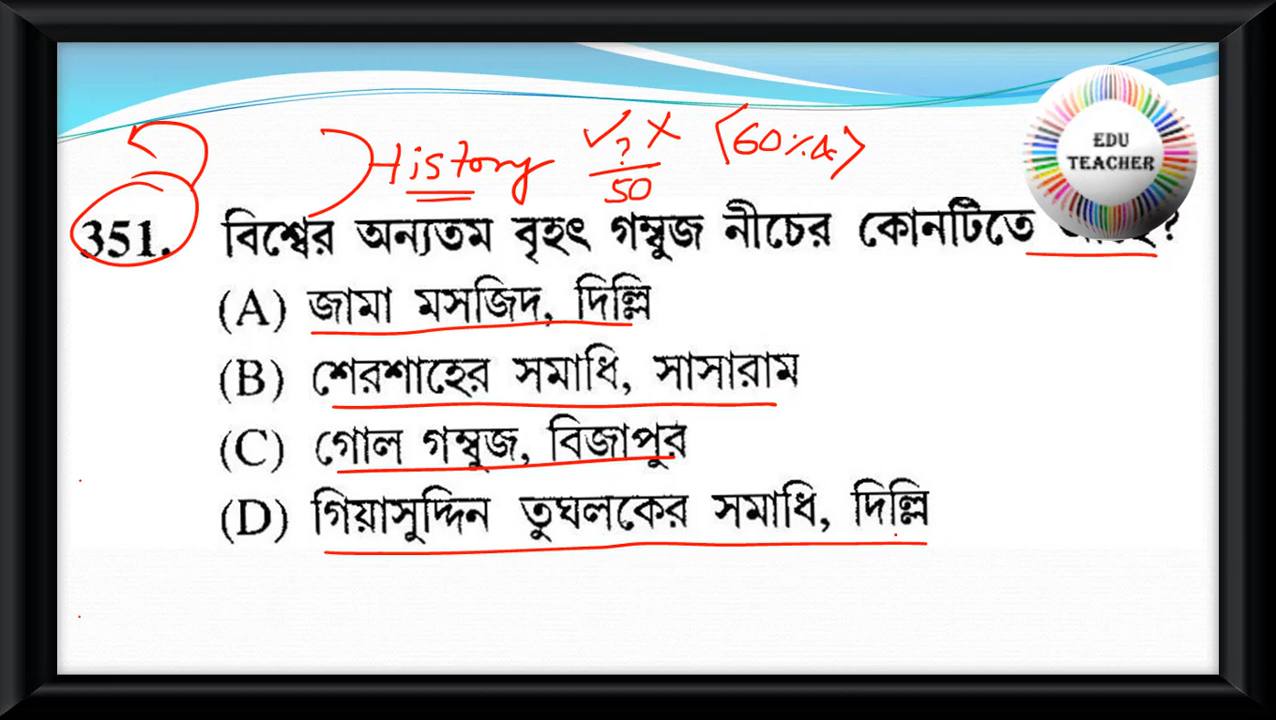 History ✓?✗/50 〈60%〉
EDU
TEACHER
351. বিশ্বের অন্যতম বৃহৎ গম্বুজ নীচের কোনটিতে ?
(A) জামা মসজিদ, দিল্লি
(B) শেরশাহের সমাধি, সাসারাম
(C) গোল গম্বুজ, বিজাপুর
(D) গিয়াসুদ্দিন তুঘলকের সমাধি, দিল্লি